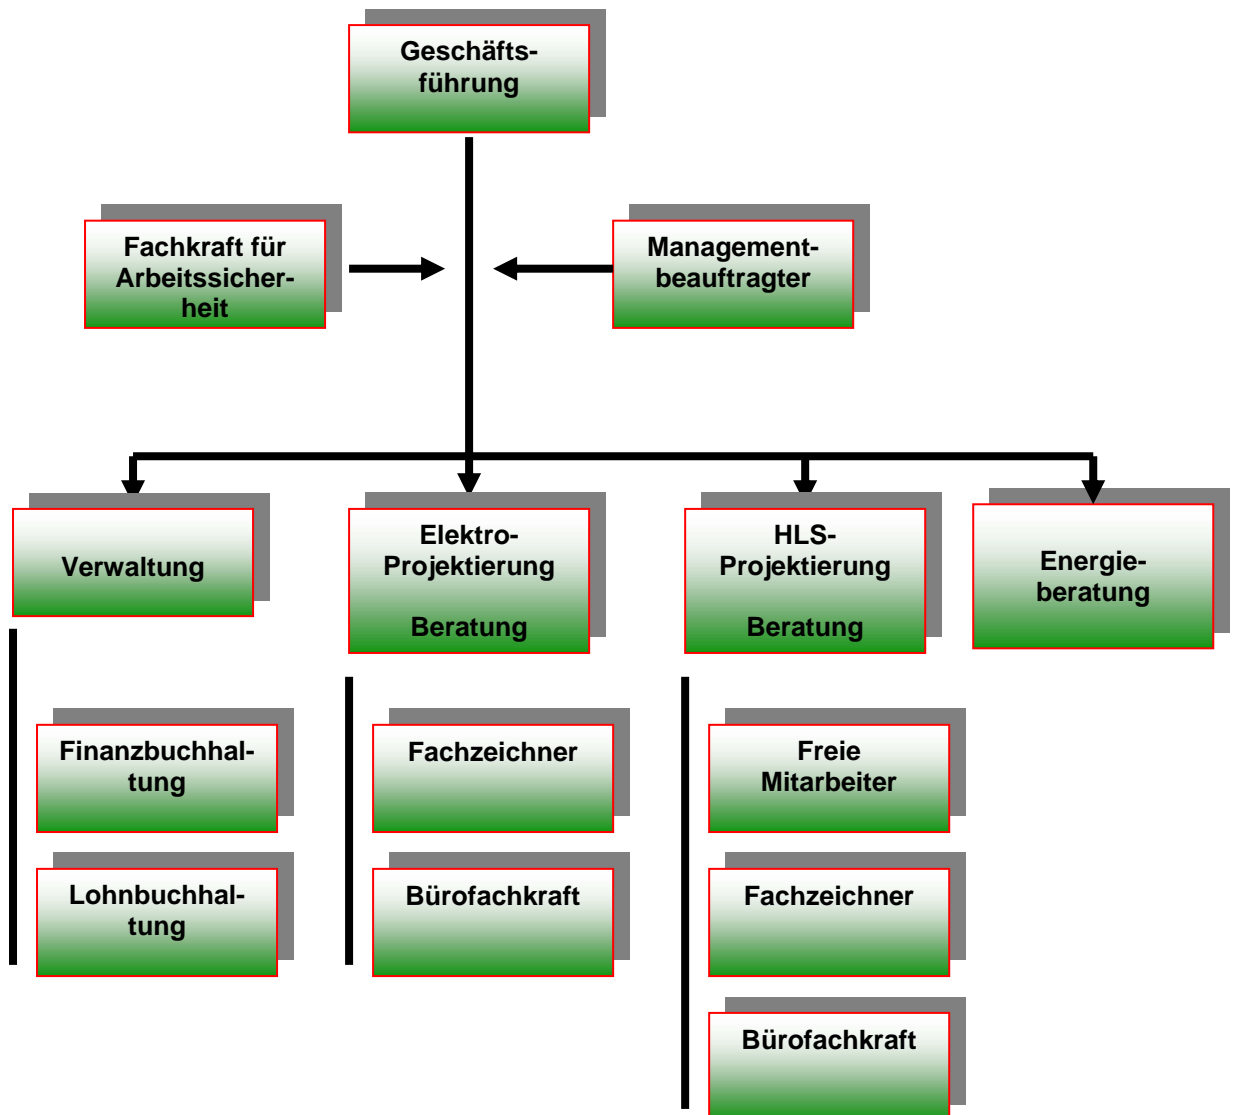 Geschäfts-
führung
Fachkraft für
Arbeitssicher-
heit
Management-
beauftragter
Verwaltung
Elektro-
Projektierung
Beratung
HLS-
Projektierung
Beratung
Energie-
beratung
Finanzbuchhal-
tung
Lohnbuchhal-
tung
Fachzeichner
Bürofachkraft
Freie
Mitarbeiter
Fachzeichner
Bürofachkraft